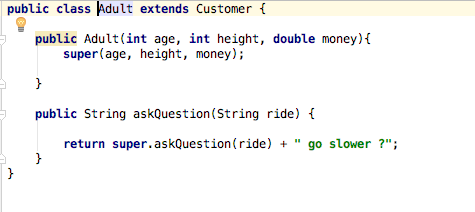 public class Adult extends Customer {
public Adult(int age, int height, double money){
super(age, height, money);
}
public String askQuestion(String ride) {
return super.askQuestion(ride) + " go slower ?";
}
}